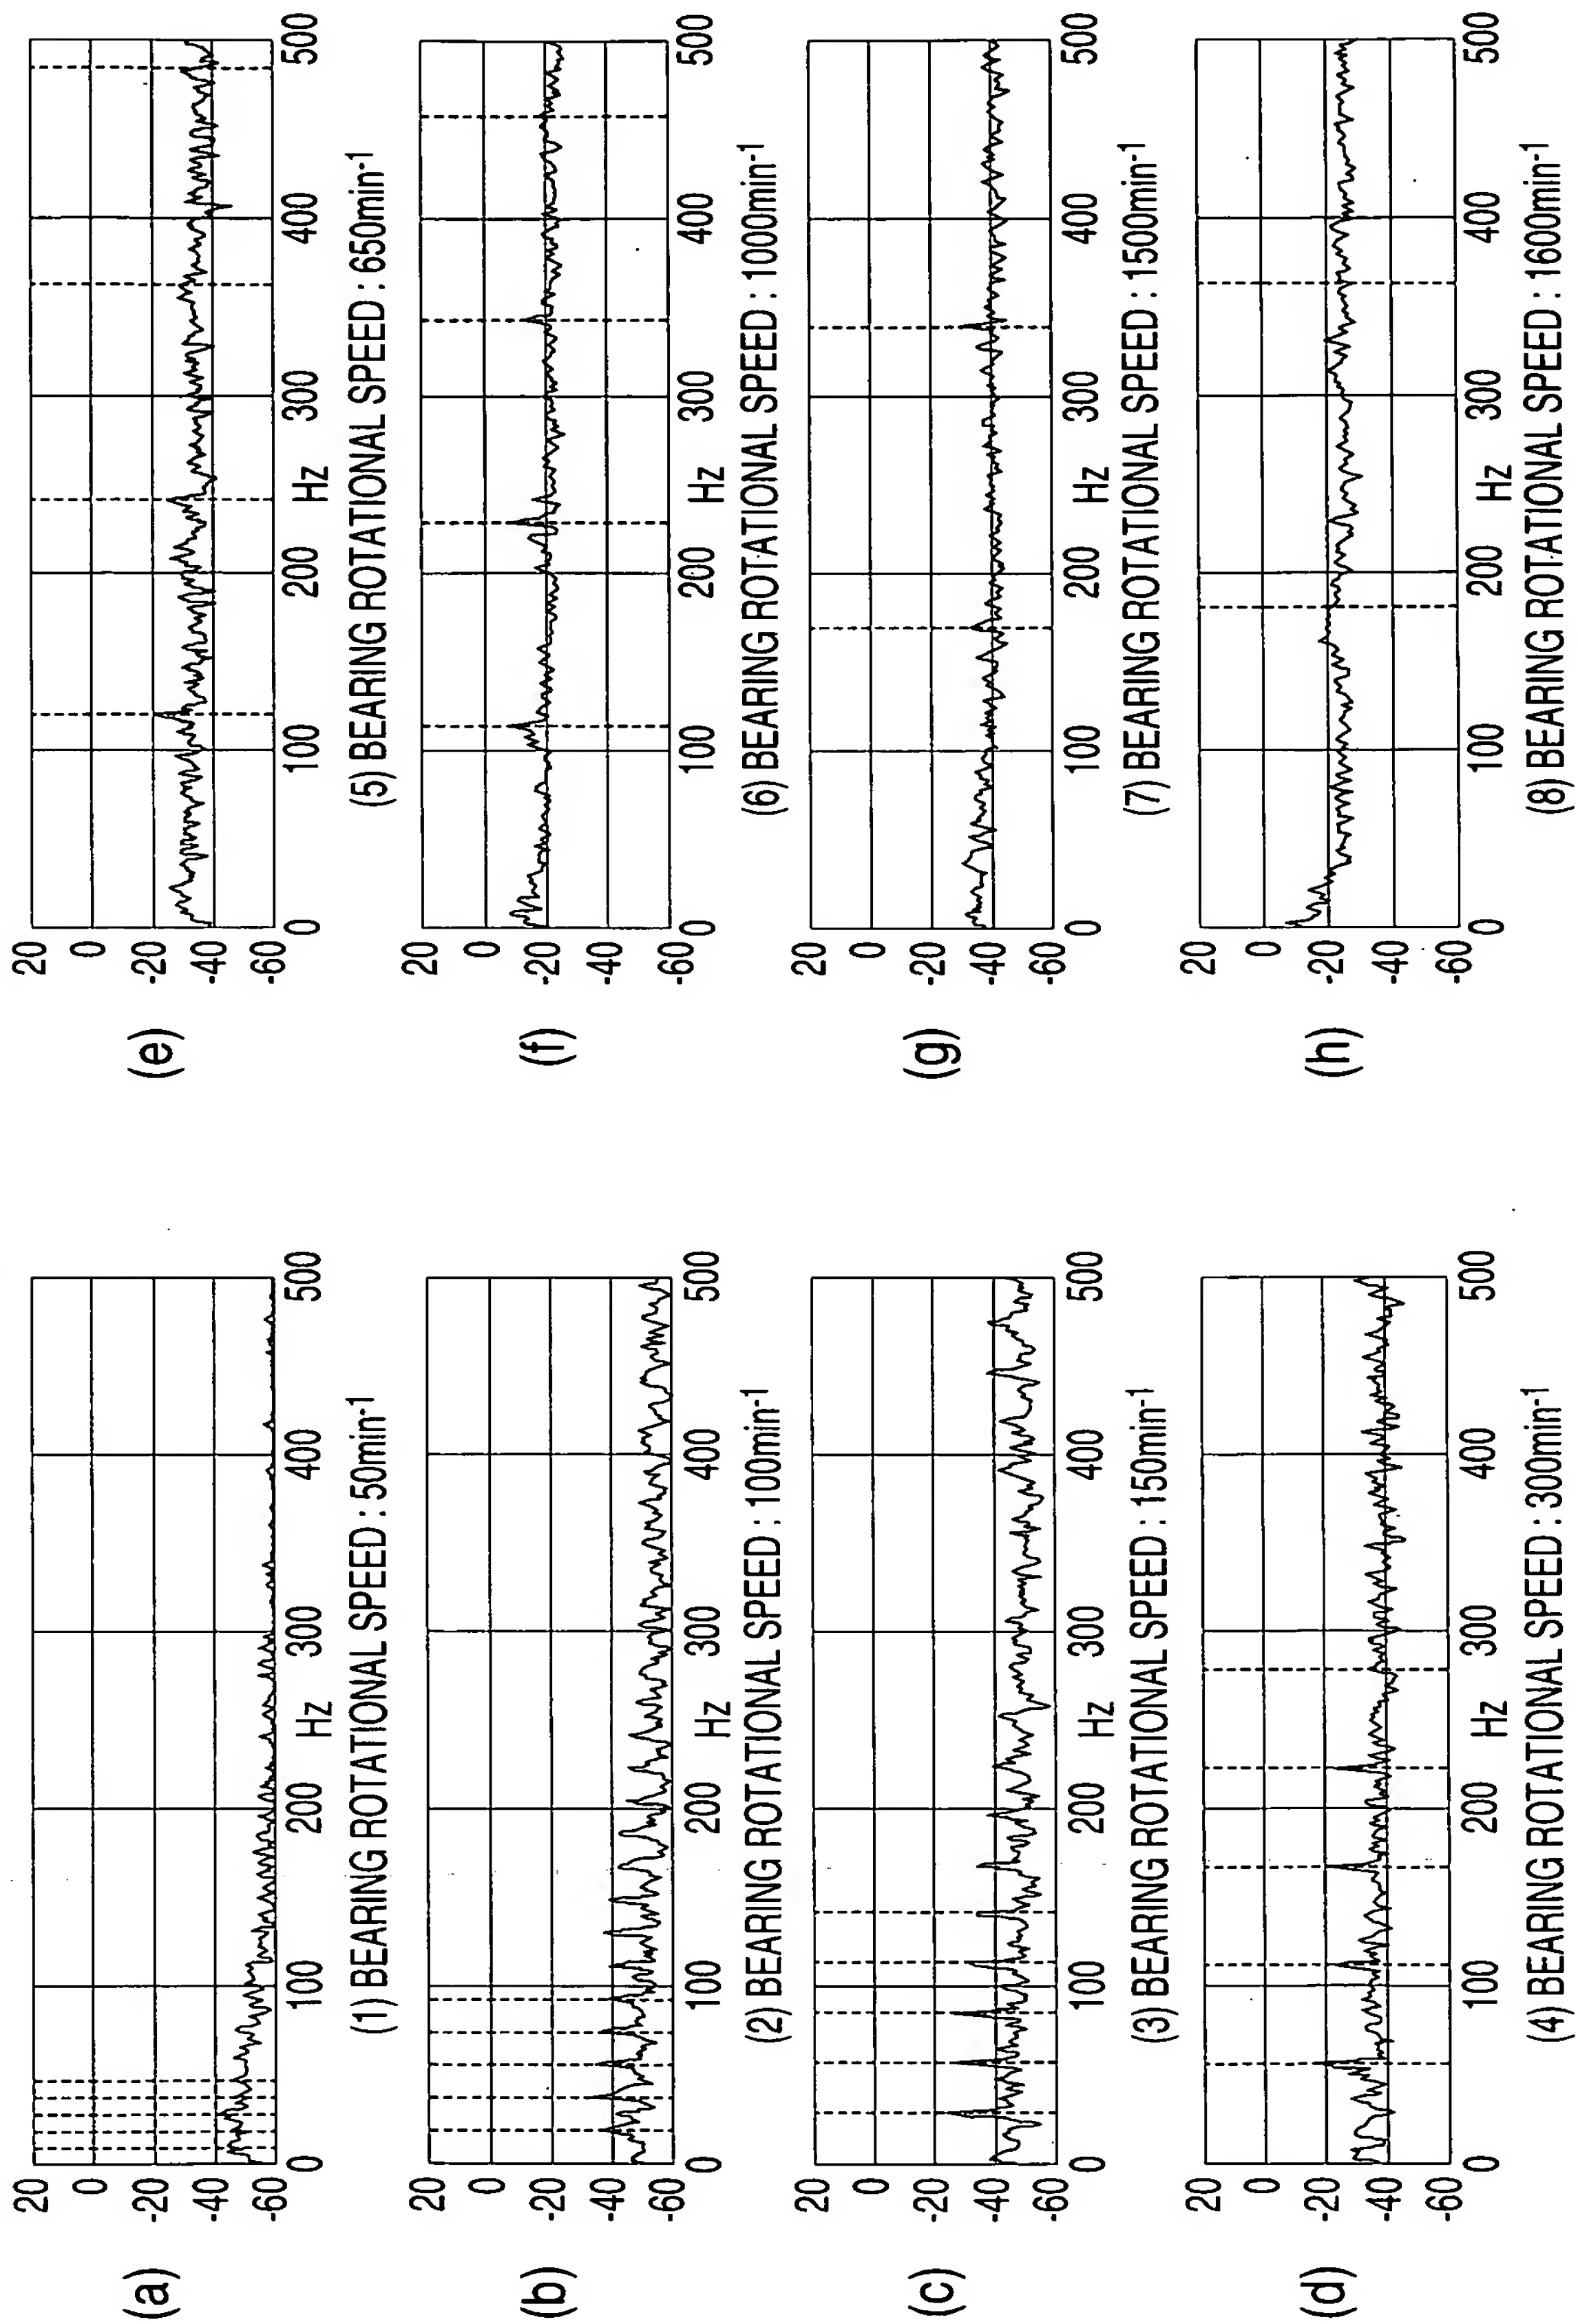 (a)
20
0
-20
-40
-60
0 100 200 300 400 500
Hz
(1) BEARING ROTATIONAL SPEED : 50min-1
(b)
20
0
-20
-40
-60
0 100 200 300 400 500
Hz
(2) BEARING ROTATIONAL SPEED : 100min-1
(c)
20
0
-20
-40
-60
0 100 200 300 400 500
Hz
(3) BEARING ROTATIONAL SPEED : 150min-1
(d)
20
0
-20
-40
-60
0 100 200 300 400 500
Hz
(4) BEARING ROTATIONAL SPEED : 300min-1
(e)
20
0
-20
-40
-60
0 100 200 300 400 500
Hz
(5) BEARING ROTATIONAL SPEED : 650min-1
(f)
20
0
-20
-40
-60
0 100 200 300 400 500
Hz
(6) BEARING ROTATIONAL SPEED : 1000min-1
(g)
20
0
-20
-40
-60
0 100 200 300 400 500
Hz
(7) BEARING ROTATIONAL SPEED : 1500min-1
(h)
20
0
-20
-40
-60
0 100 200 300 400 500
Hz
(8) BEARING ROTATIONAL SPEED : 1600min-1